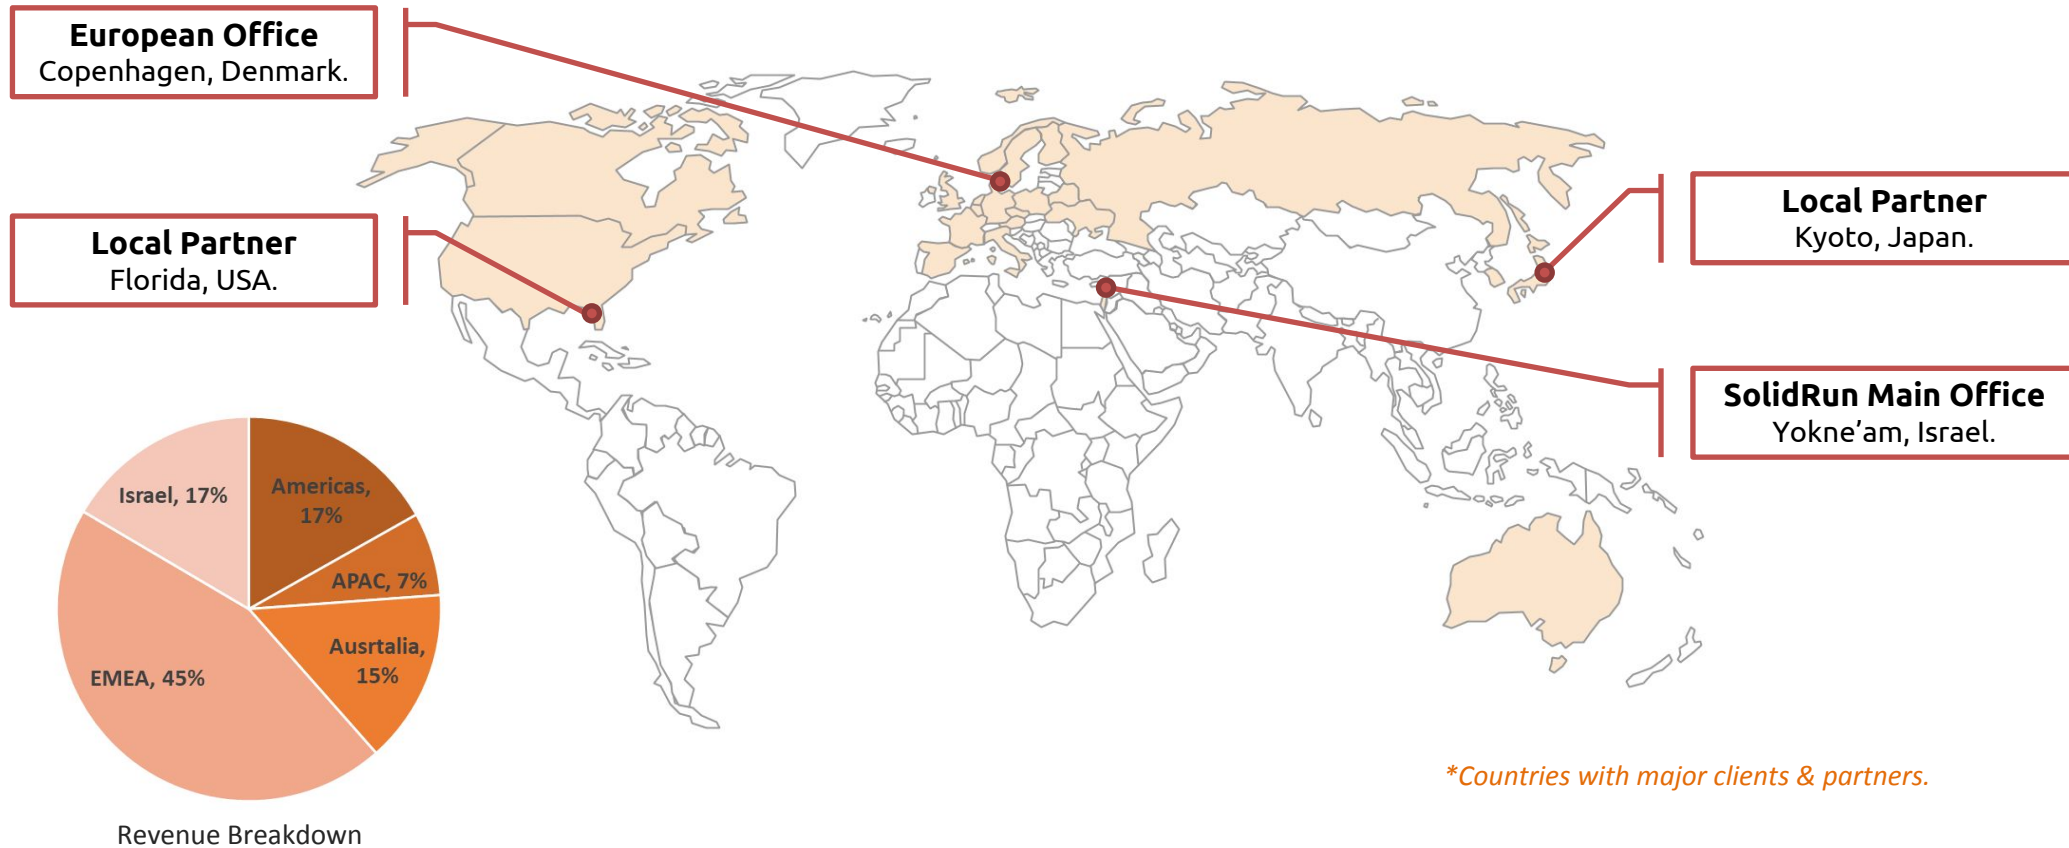 European Office
Copenhagen, Denmark.
Local Partner
Florida, USA.
Local Partner
Kyoto, Japan.
SolidRun Main Office
Yokne’am, Israel.
Israel, 17%
Americas,
17%
APAC, 7%
Ausrtalia,
15%
EMEA, 45%
*Countries with major clients & partners.
Revenue Breakdown